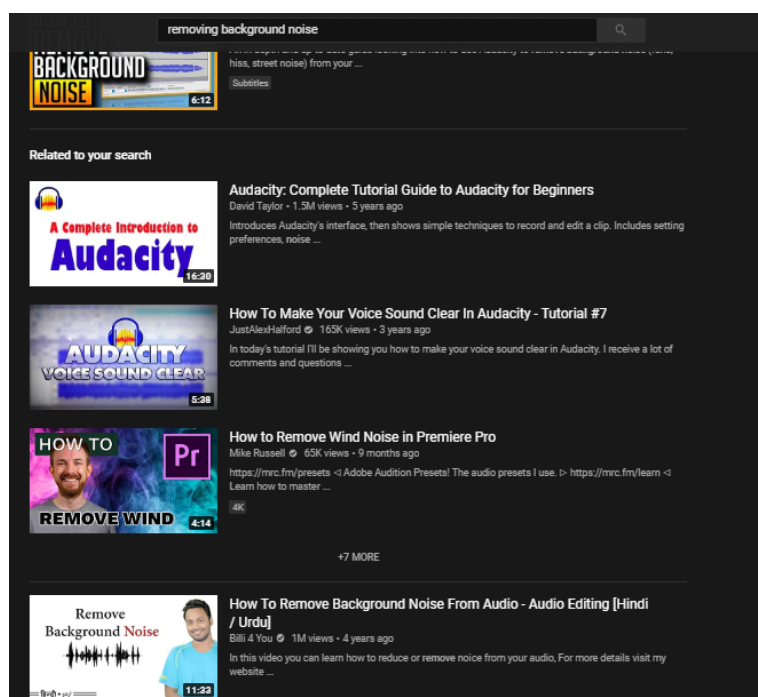 removing background noise
REMOVE
BACKGROUND
NOISE
6:12
hiss, street noise) from your ...
Subtitles
Related to your search
A Complete Introduction to
Audacity
16:30
Audacity: Complete Tutorial Guide to Audacity for Beginners
David Taylor • 1.5M views • 5 years ago
Introduces Audacity's interface, then shows simple techniques to record and edit a clip. Includes setting
preferences, noise ...
AUDACITY
VOICE SOUND CLEAR
5:38
How To Make Your Voice Sound Clear In Audacity - Tutorial #7
JustAlexHalford 165K views • 3 years ago
In today's tutorial I'll be showing you how to make your voice sound clear in Audacity. I receive a lot of
comments and questions ...
HOW TO
Pr
REMOVE WIND
4:14
How to Remove Wind Noise in Premiere Pro
Mike Russell 65K views • 9 months ago
https://mrc.fm/presets ◁ Adobe Audition Presets! The audio presets I use. ▷ https://mrc.fm/learn ◁
Learn how to master ...
4K
+7 MORE
Remove
Background Noise
11:33
How To Remove Background Noise From Audio - Audio Editing [Hindi
/ Urdu]
Billi 4 You 1M views • 4 years ago
In this video you can learn how to reduce or remove noice from your audio, For more details visit my
website ...